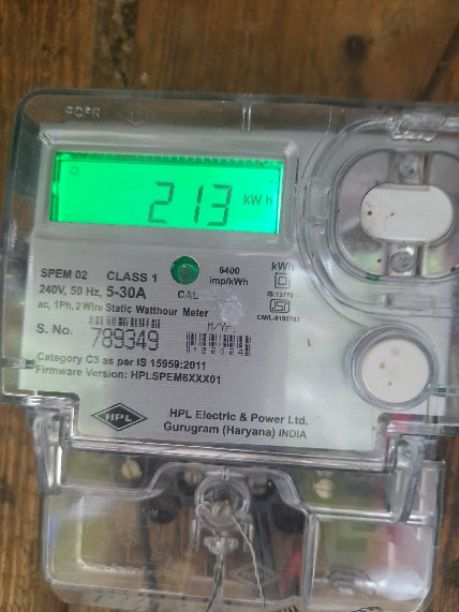 213 kWh
SPEM 02 CLASS 1 6400 kWh
240V, 50 Hz, 5-30A CAL imp/kWh
ac, 1Ph, 2 Wire Static Watthour Meter
S. No. 789349 M/Yr.
Category C3 as per IS 15959:2011
Firmware Version: HPLSPEM6XXX01
HPL HPL Electric & Power Ltd.
Gurugram (Haryana) INDIA